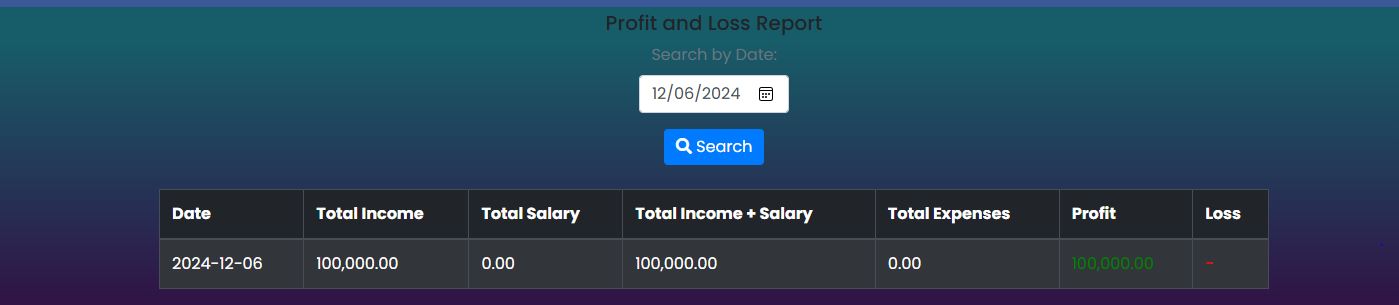 Profit and Loss Report
Search by Date:
12/06/2024
Search
Date Total Income Total Salary Total Income + Salary Total Expenses Profit Loss
2024-12-06 100,000.00 0.00 100,000.00 0.00 100,000.00 -